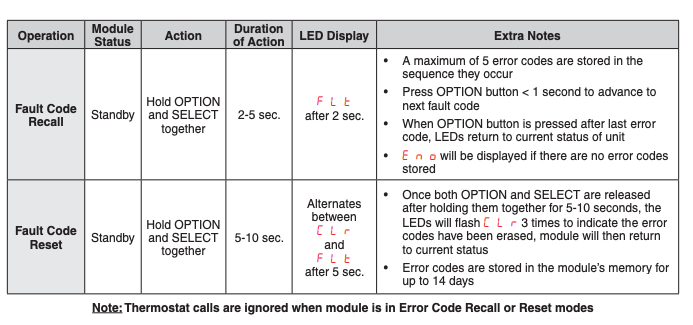 Operation
Module
Status
Action
Duration
of Action
LED Display
Extra Notes
Fault Code
Recall
Standby
Hold OPTION
and SELECT
together
2-5 sec.
F L t
after 2 sec.
• A maximum of 5 error codes are stored in the
sequence they occur
• Press OPTION button < 1 second to advance to
next fault code
• When OPTION button is pressed after last error
code, LEDs return to current status of unit
• E n o will be displayed if there are no error codes
stored
Fault Code
Reset
Standby
Hold OPTION
and SELECT
together
5-10 sec.
Alternates
between
C L r
and
F L t
after 5 sec.
• Once both OPTION and SELECT are released
after holding them together for 5-10 seconds, the
LEDs will flash C L r 3 times to indicate the error
codes have been erased, module will then return
to current status
• Error codes are stored in the module's memory for
up to 14 days
Note: Thermostat calls are ignored when module is in Error Code Recall or Reset modes